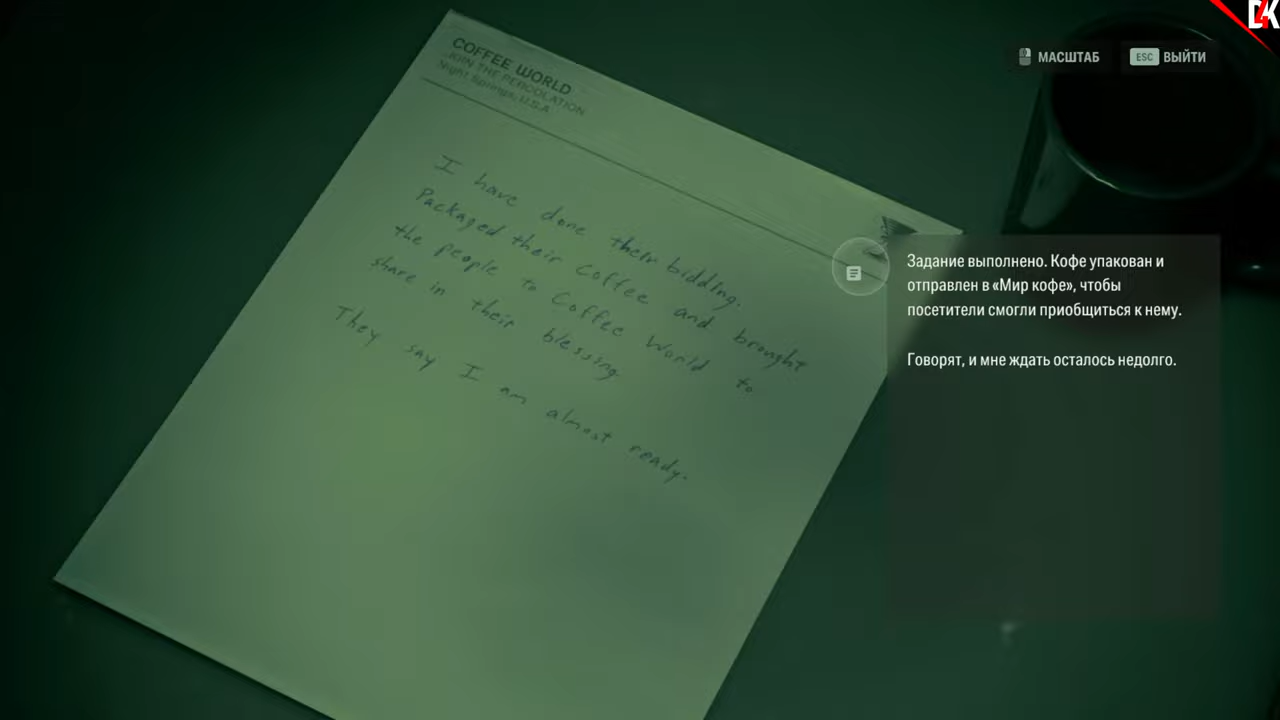 COFFEE WORLD
JOIN THE PERCOLATION
Night Springs, U.S.A
I have done their bidding.
Packaged their Coffee and brought
the people to Coffee World to
share in their blessing
They say I am almost ready.
МАСШТАБ
ESC ВЫЙТИ
Задание выполнено. Кофе упакован и
отправлен в «Мир кофе», чтобы
посетители смогли приобщиться к нему.
Говорят, и мне ждать осталось недолго.